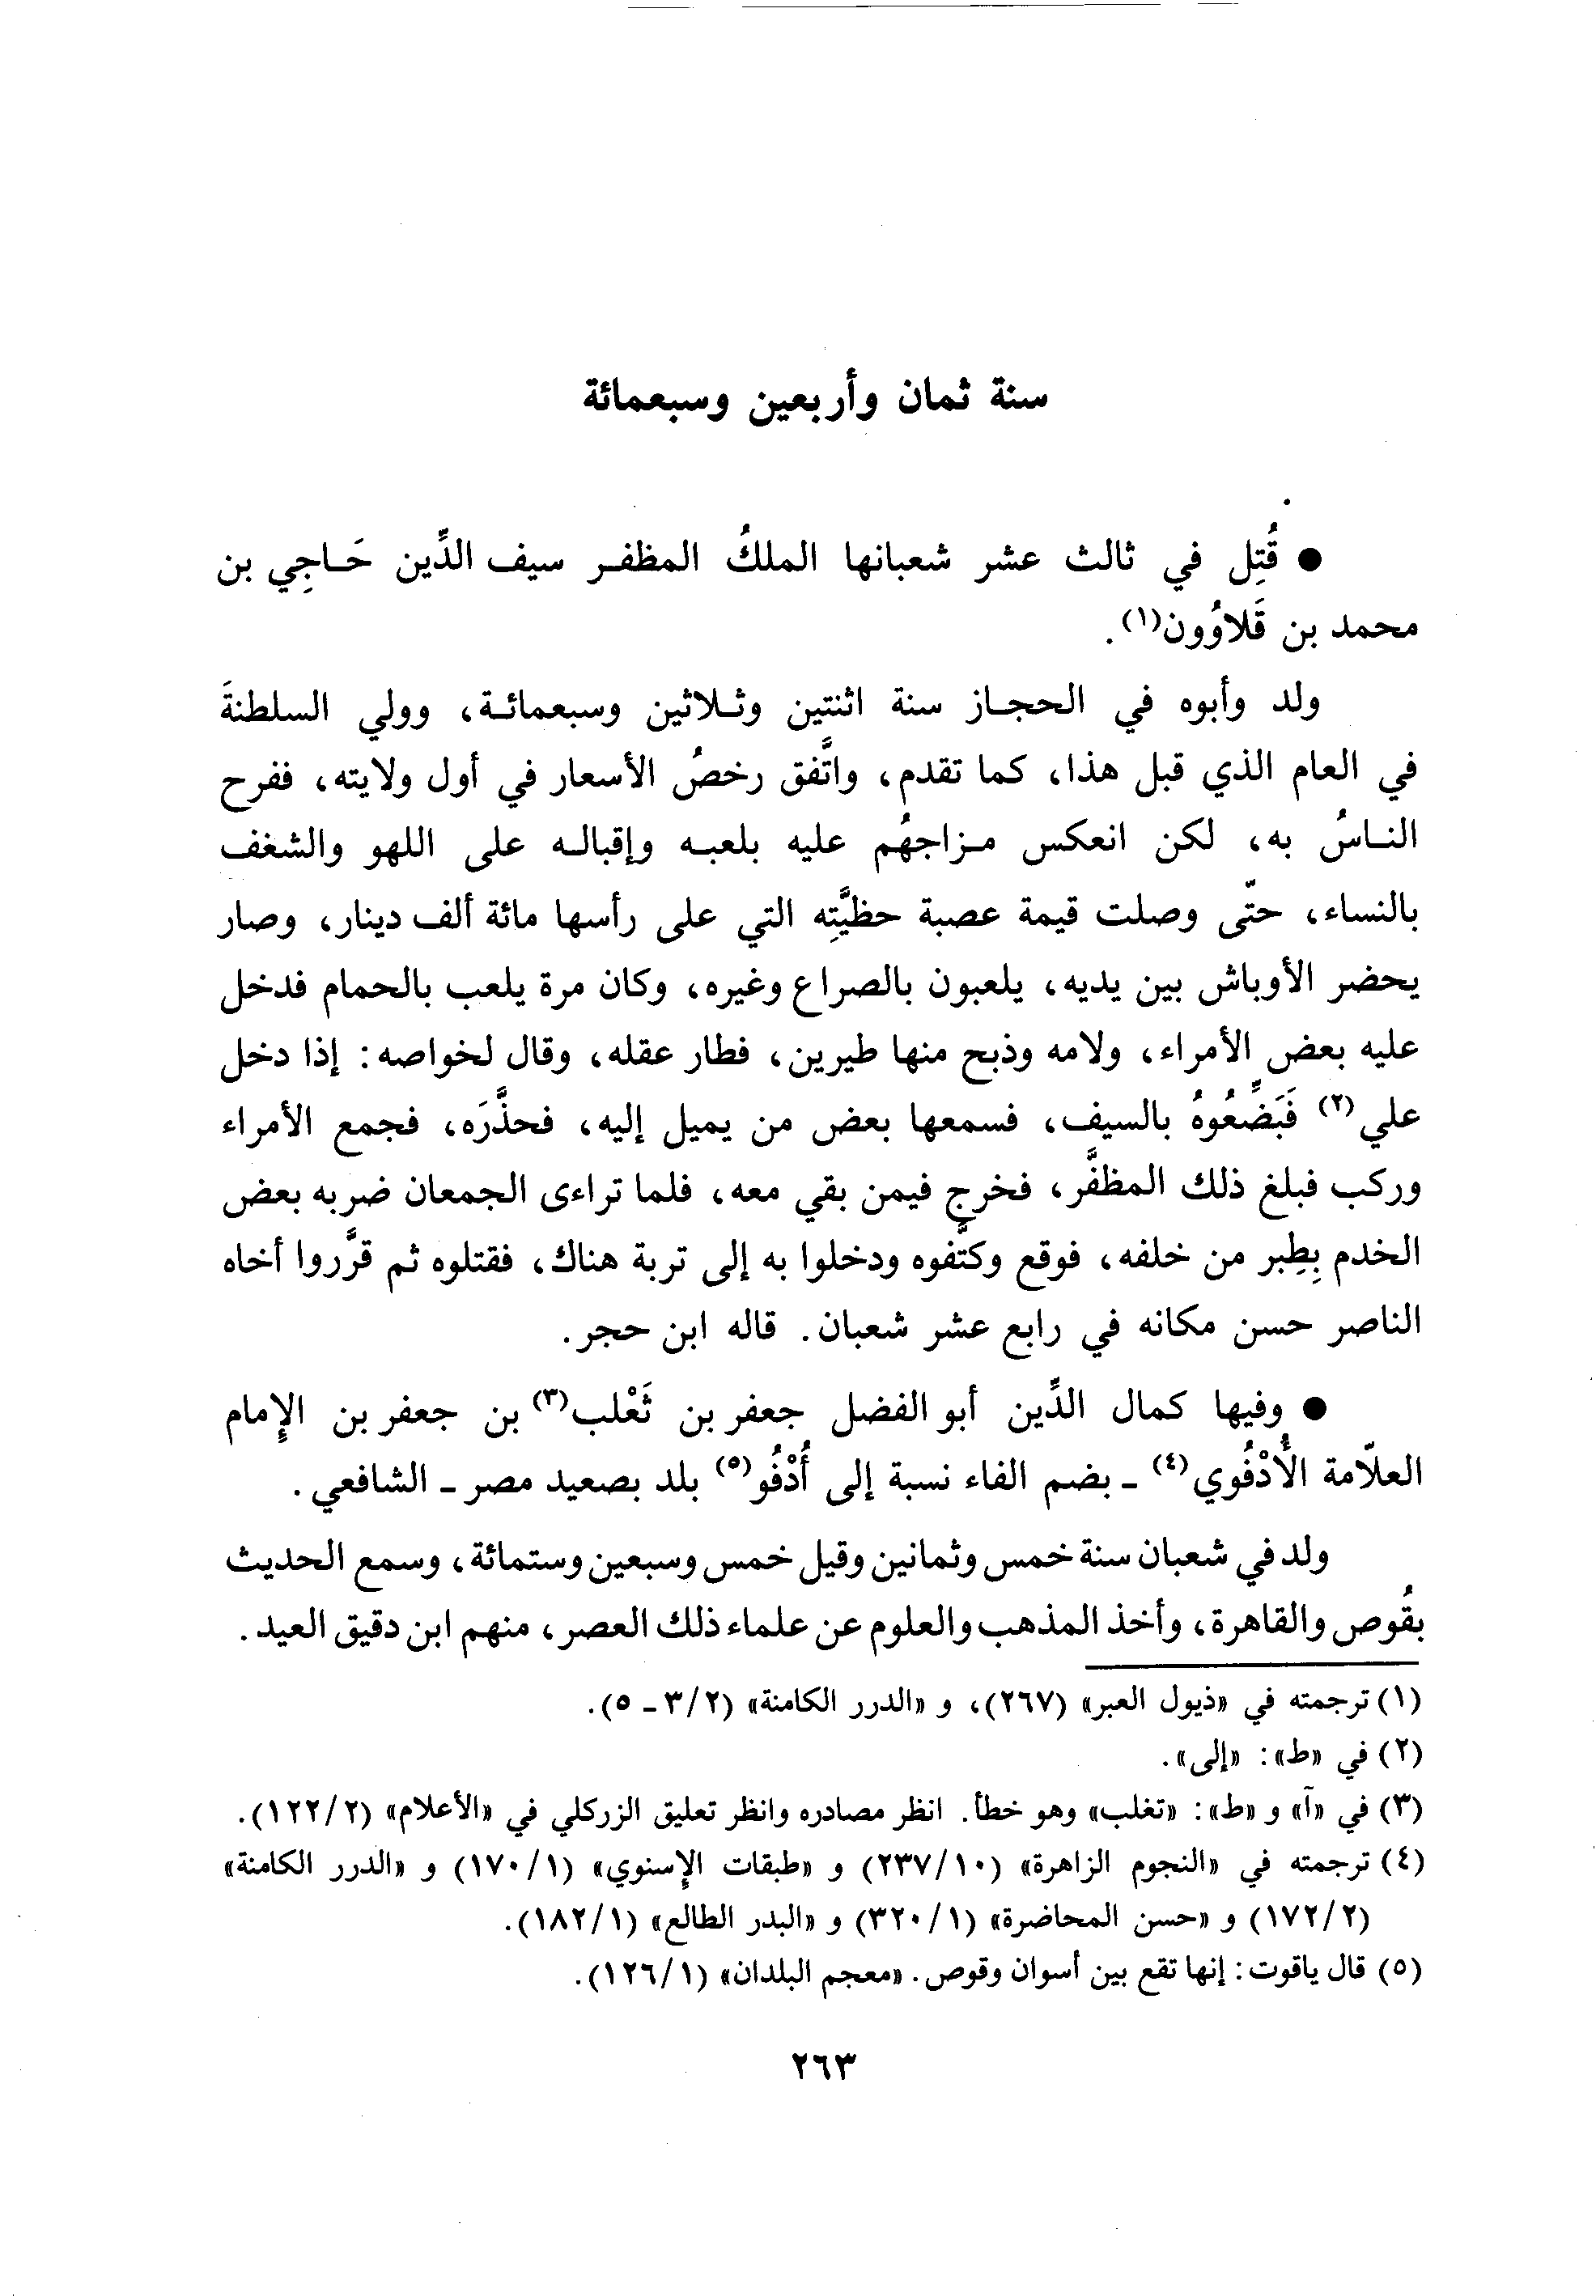 سنة ثمان وأربعين وسبعمائة
● قُتِل في ثالث عشر شعبانها الملكُ المظفر سيف الدِّين حَاجِي بن
محمد بن قَلاوُون(١).
ولد وأبوه في الحجاز سنة اثنتين وثلاثين وسبعمائة، وولي السلطنةَ
في العام الذي قبل هذا، كما تقدم، واتَّفق رخصُ الأسعار في أول ولايته، ففرح
الناسُ به، لكن انعكس مزاجهُم عليه بلعبه وإقباله على اللهو والشغف
بالنساء، حتّى وصلت قيمة عصبة حظيَّتِه التي على رأسها مائة ألف دينار، وصار
يحضر الأوباش بين يديه، يلعبون بالصراع وغيره، وكان مرة يلعب بالحمام فدخل
عليه بعض الأمراء، ولامه وذبح منها طيرين، فطار عقله، وقال لخواصه: إذا دخل
علي(٢) فَبَضِّعُوهُ بالسيف، فسمعها بعض من يميل إليه، فحذَّرَه، فجمع الأمراء
وركب فبلغ ذلك المظفَّر، فخرج فيمن بقي معه، فلما تراءى الجمعان ضربه بعض
الخدم بِطِبر من خلفه، فوقع وكتَّفوه ودخلوا به إلى تربة هناك، فقتلوه ثم قرَّروا أخاه
الناصر حسن مكانه في رابع عشر شعبان. قاله ابن حجر.
● وفيها كمال الدِّين أبو الفضل جعفر بن ثَعْلب(٣) بن جعفر بن الإمام
العلاّمة الأُدْفُوي(٤) ـ بضم الفاء نسبة إلى أُدْفُو(٥) بلد بصعيد مصر ـ الشافعي.
ولد في شعبان سنة خمس وثمانين وقيل خمس وسبعين وستمائة، وسمع الحديث
بقُوص والقاهرة، وأخذ المذهب والعلوم عن علماء ذلك العصر، منهم ابن دقيق العيد.
(١) ترجمته في «ذيول العبر» (٢٦٧)، و «الدرر الكامنة» (٣/٢ ـ ٥).
(٢) في «ط»: «إلى».
(٣) في «آ» و «ط»: «تغلب» وهو خطأ. انظر مصادره وانظر تعليق الزركلي في «الأعلام» (١٢٢/٢).
(٤) ترجمته في «النجوم الزاهرة» (٢٣٧/١٠) و «طبقات الإسنوي» (١٧٠/١) و «الدرر الكامنة»
(١٧٢/٢) و «حسن المحاضرة» (٣٢٠/١) و «البدر الطالع» (١٨٢/١).
(٥) قال ياقوت: إنها تقع بين أسوان وقوص. «معجم البلدان» (١٢٦/١).
٢٦٣